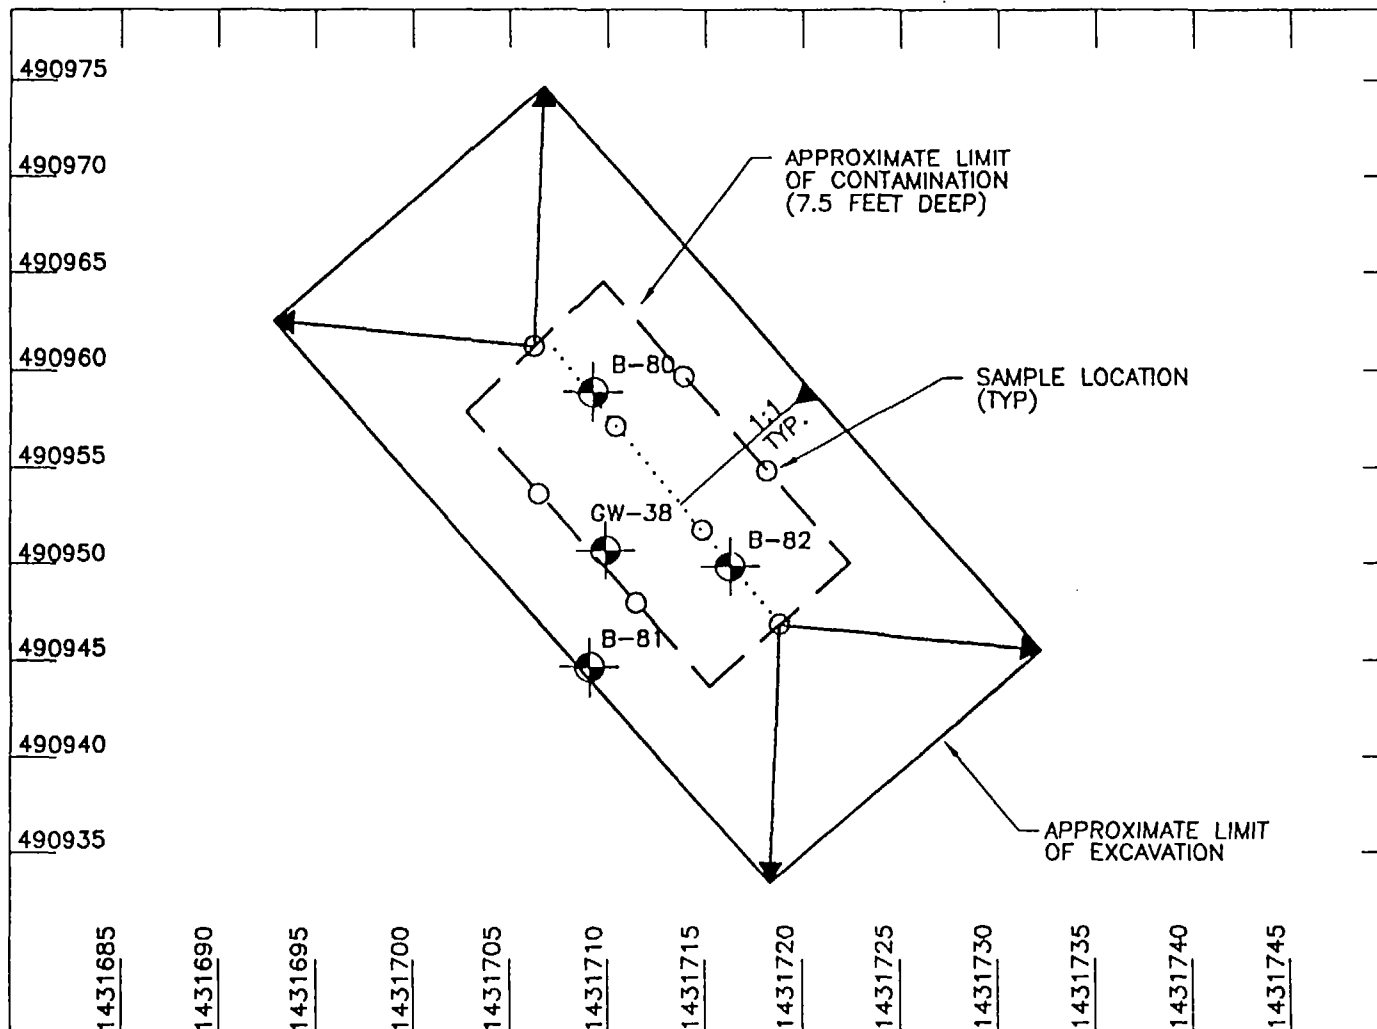 490975
490970
490965
490960
490955
490950
490945
490940
490935
APPROXIMATE LIMIT
OF CONTAMINATION
(7.5 FEET DEEP)
B-80
SAMPLE LOCATION
(TYP)
1:1
TYP.
GW-38
B-82
B-81
APPROXIMATE LIMIT
OF EXCAVATION
1431685
1431690
1431695
1431700
1431705
1431710
1431715
1431720
1431725
1431730
1431735
1431740
1431745